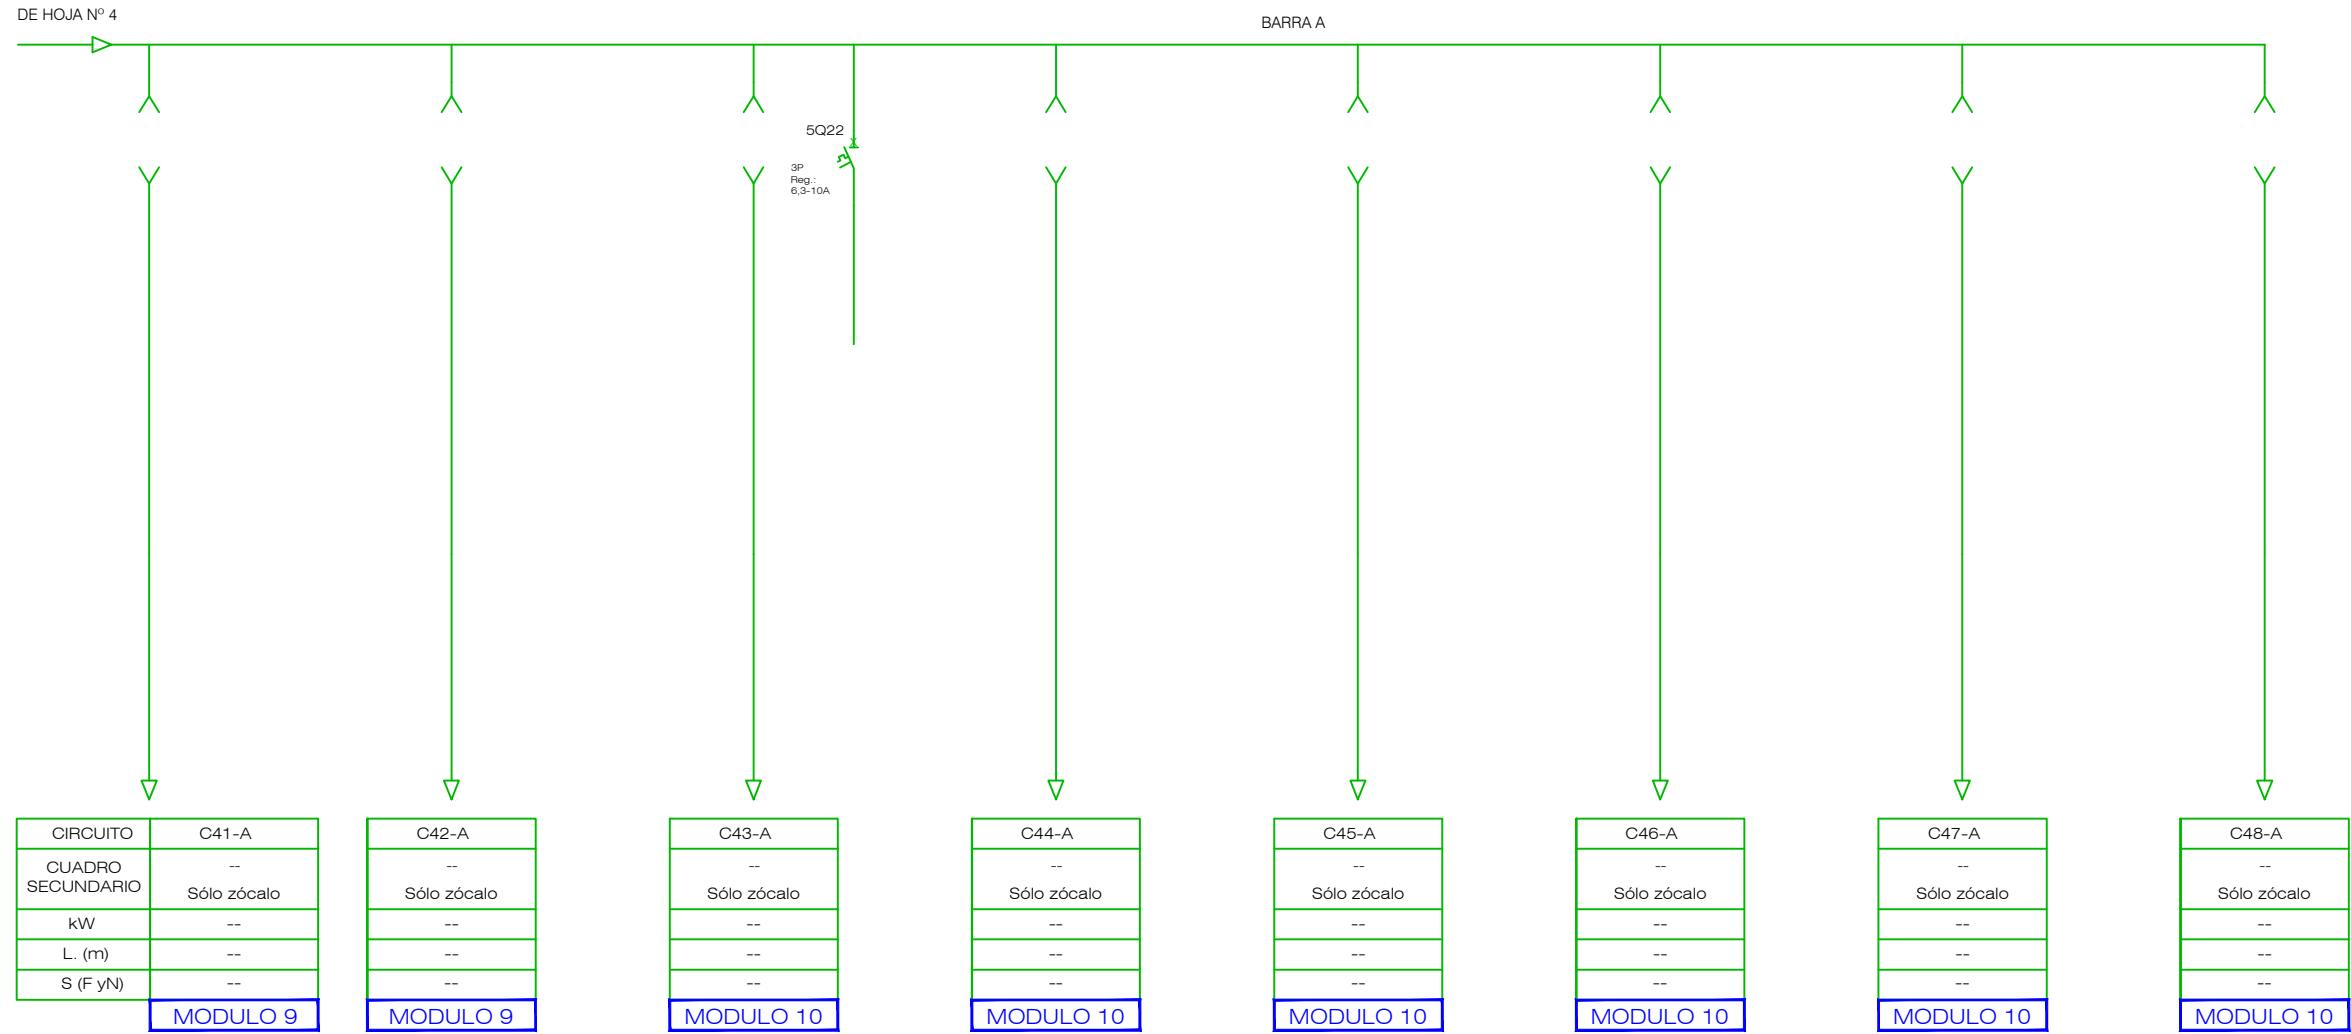 DE HOJA Nº 4
BARRA A
5Q22
3P
Reg.:
6,3-10A
CIRCUITO C41-A C42-A C43-A C44-A C45-A C46-A C47-A C48-A
CUADRO SECUNDARIO -- -- -- -- -- -- -- --
Sólo zócalo Sólo zócalo Sólo zócalo Sólo zócalo Sólo zócalo Sólo zócalo Sólo zócalo Sólo zócalo
kW -- -- -- -- -- -- -- --
L. (m) -- -- -- -- -- -- -- --
S (F yN) -- -- -- -- -- -- -- --
MODULO 9 MODULO 9 MODULO 10 MODULO 10 MODULO 10 MODULO 10 MODULO 10 MODULO 10